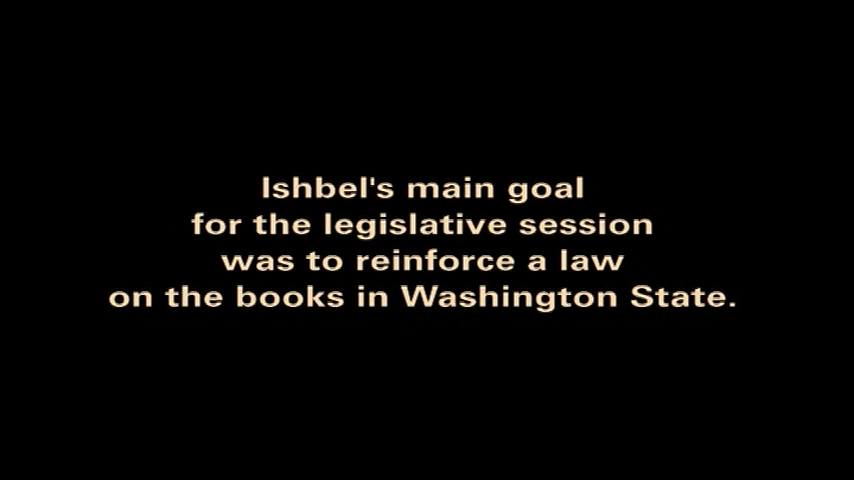 Ishbel's main goal
for the legislative session
was to reinforce a law
on the books in Washington State.